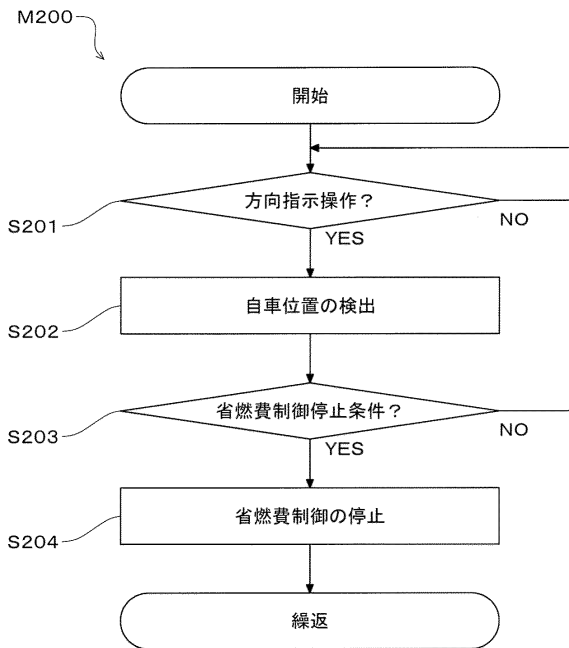 M200
開始
方向指示操作？
S201
NO
YES
自車位置の検出
S202
省燃費制御停止条件？
S203
NO
YES
省燃費制御の停止
S204
繰返